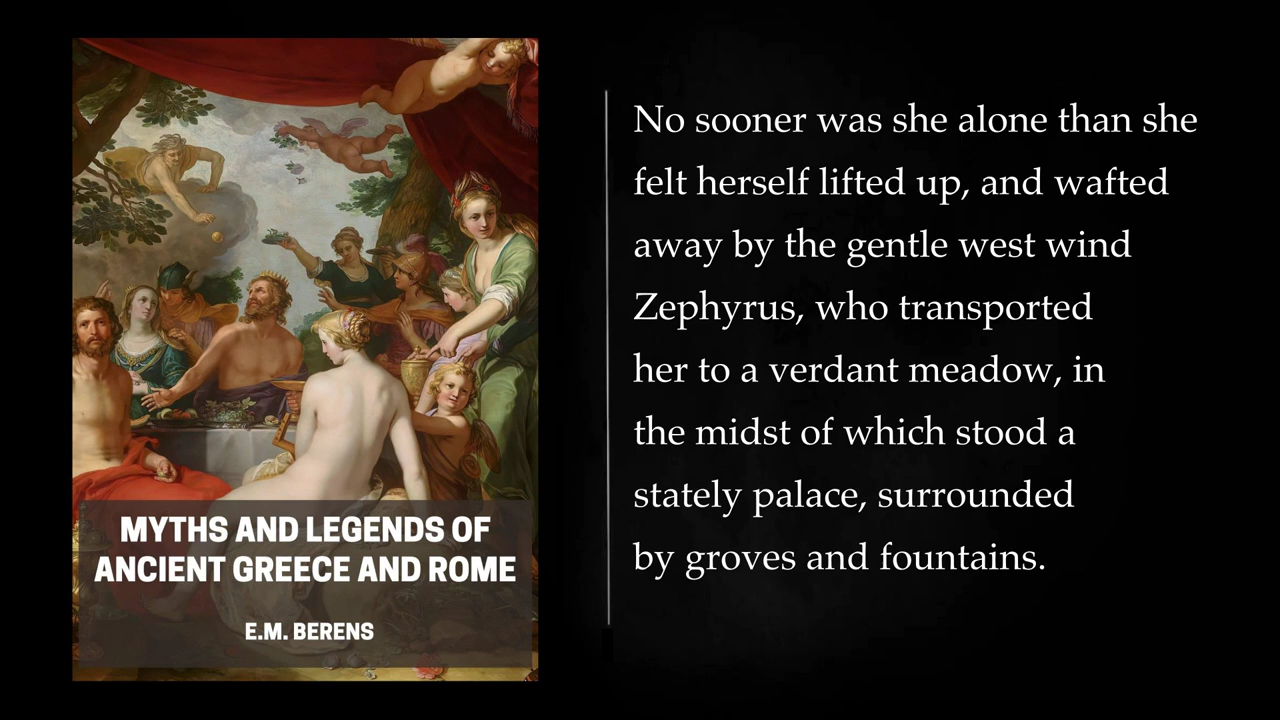 MYTHS AND LEGENDS OF
ANCIENT GREECE AND ROME
E.M. BERENS
No sooner was she alone than she
felt herself lifted up, and wafted
away by the gentle west wind
Zephyrus, who transported
her to a verdant meadow, in
the midst of which stood a
stately palace, surrounded
by groves and fountains.